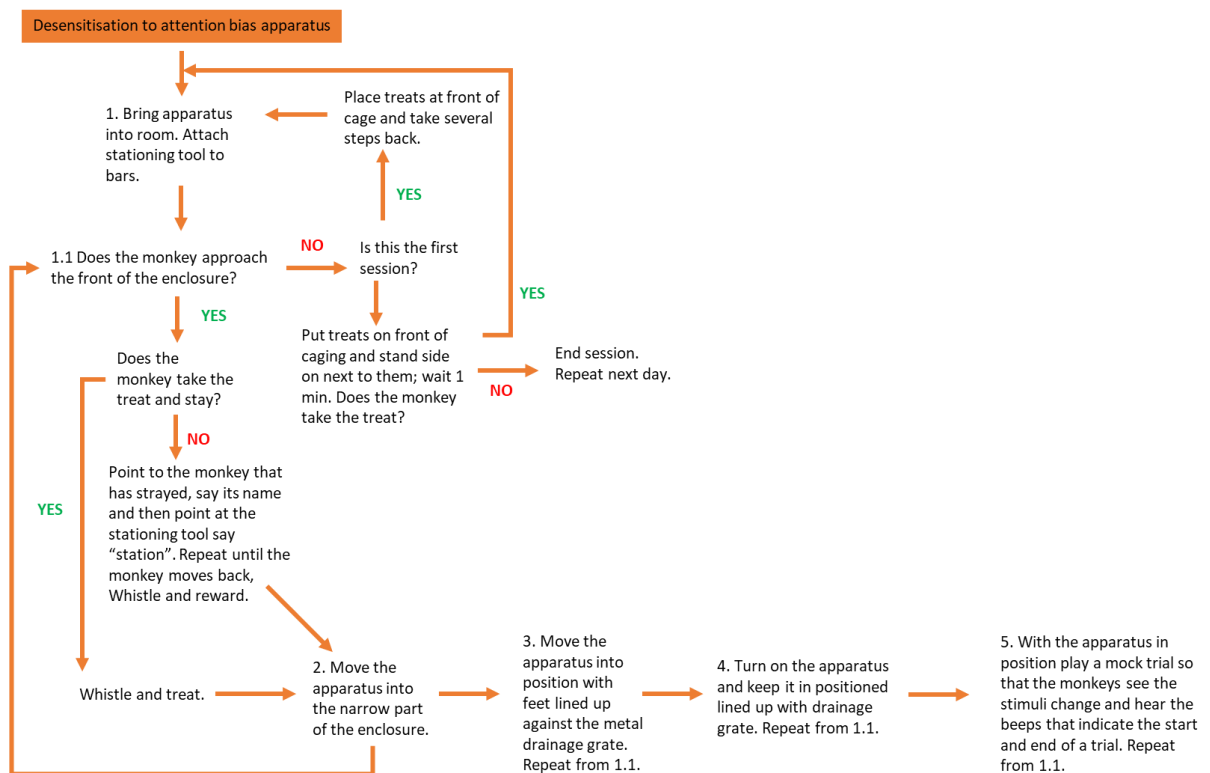 Desensitisation to attention bias apparatus
1. Bring apparatus
into room. Attach
stationing tool to
bars.
Place treats at front of
cage and take several
steps back.
YES
1.1 Does the monkey approach
the front of the enclosure?
NO
Is this the first
session?
YES
YES
Does the
monkey take the
treat and stay?
Put treats on front of
caging and stand side
on next to them; wait 1
min. Does the monkey
take the treat?
NO
End session.
Repeat next day.
NO
YES
Point to the monkey that
has strayed, say its name
and then point at the
stationing tool say
“station”. Repeat until the
monkey moves back,
Whistle and reward.
Whistle and treat.
2. Move the
apparatus into
the narrow part
of the enclosure.
3. Move the
apparatus into
position with
feet lined up
against the metal
drainage grate.
Repeat from 1.1.
4. Turn on the apparatus
and keep it in positioned
lined up with drainage
grate. Repeat from 1.1.
5. With the apparatus in
position play a mock trial so
that the monkeys see the
stimuli change and hear the
beeps that indicate the start
and end of a trial. Repeat
from 1.1.